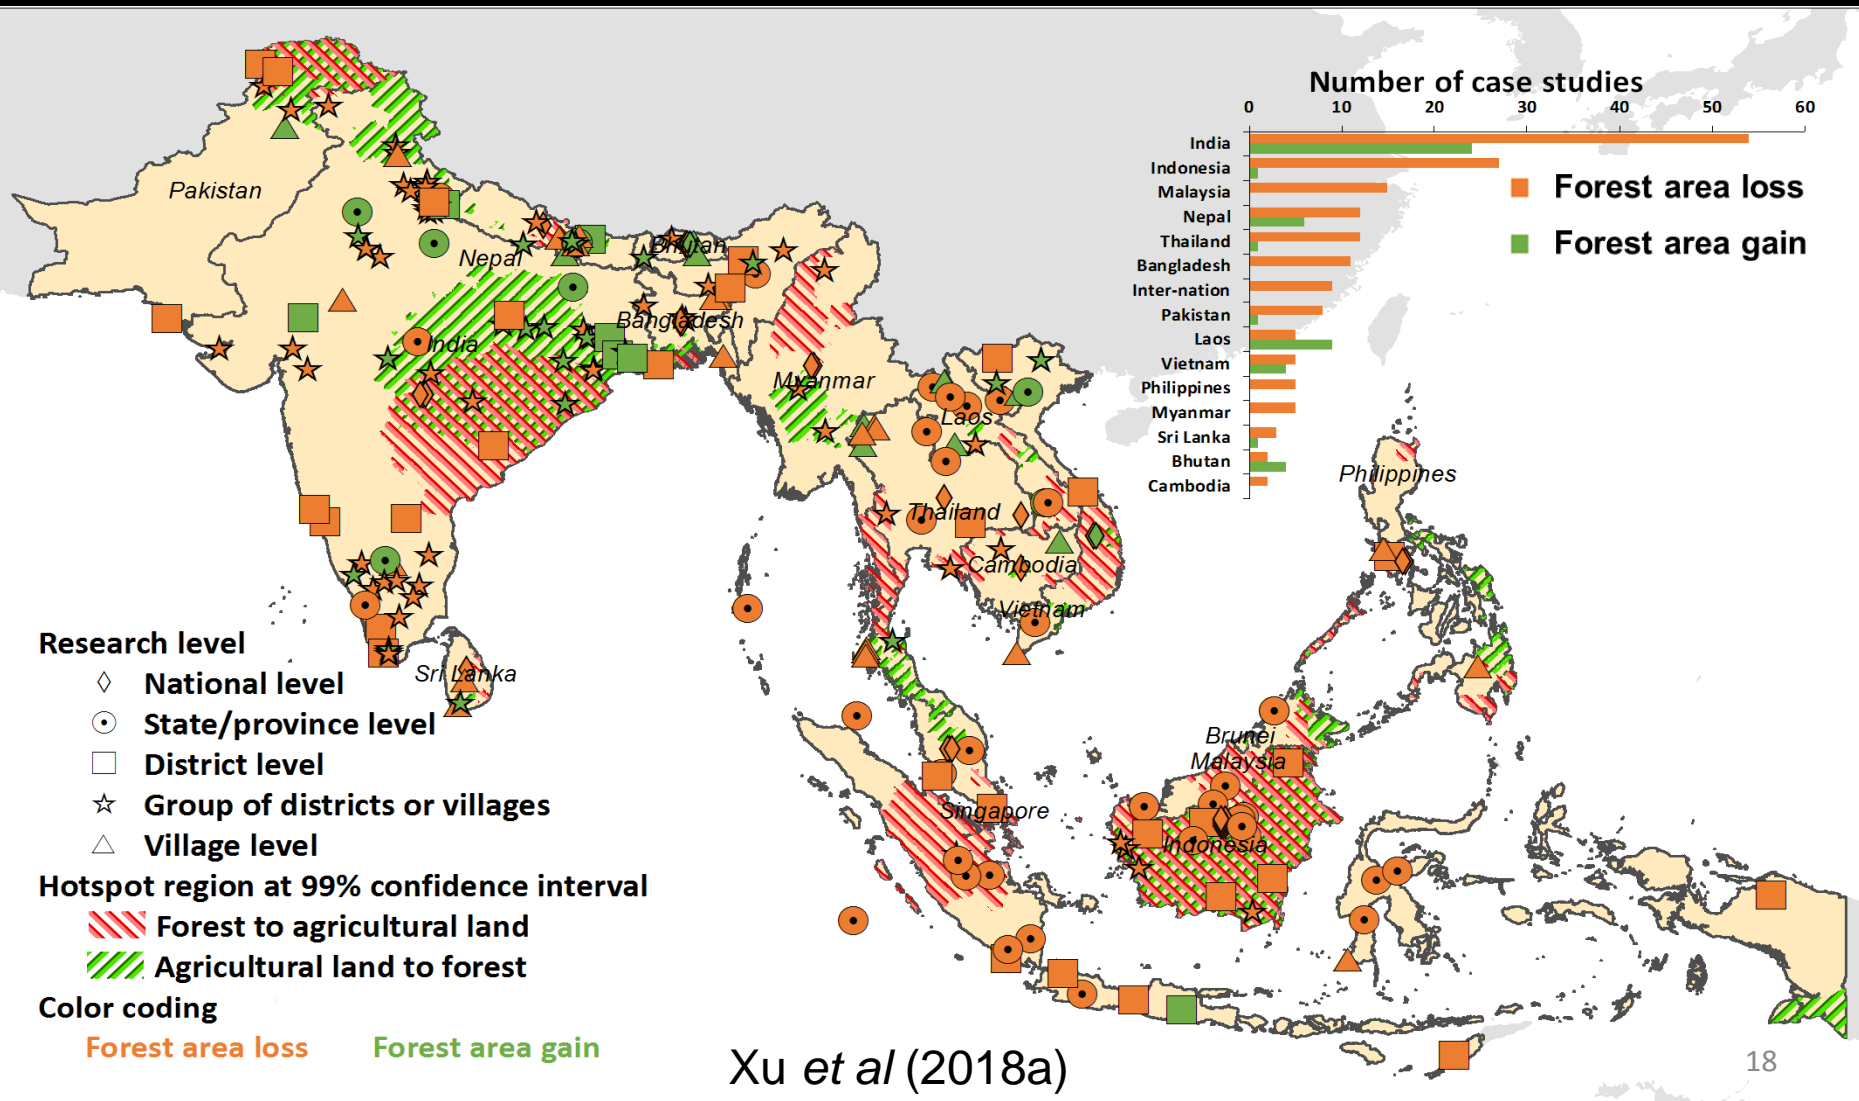 Number of case studies
0 10 20 30 40 50 60
India
Indonesia
Malaysia
Nepal
Thailand
Bangladesh
Inter-nation
Pakistan
Laos
Vietnam
Philippines
Myanmar
Sri Lanka
Bhutan
Cambodia
Forest area loss
Forest area gain
Pakistan
Nepal
Bhutan
Bangladesh
India
Myanmar
Laos
Thailand
Cambodia
Vietnam
Philippines
Sri Lanka
Brunei
Malaysia
Singapore
Indonesia
Research level
National level
State/province level
District level
Group of districts or villages
Village level
Hotspot region at 99% confidence interval
Forest to agricultural land
Agricultural land to forest
Color coding
Forest area loss Forest area gain
Xu et al (2018a)
18